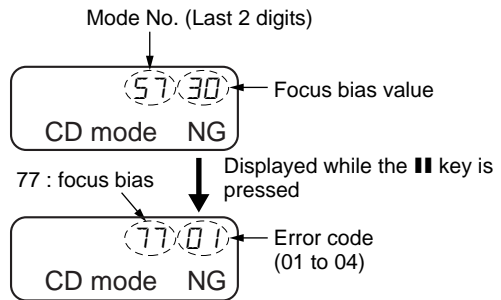 Mode No. (Last 2 digits)
57 30
Focus bias value
CD mode NG
77 : focus bias
Displayed while the ⏸ key is
pressed
77 01
Error code
(01 to 04)
CD mode NG